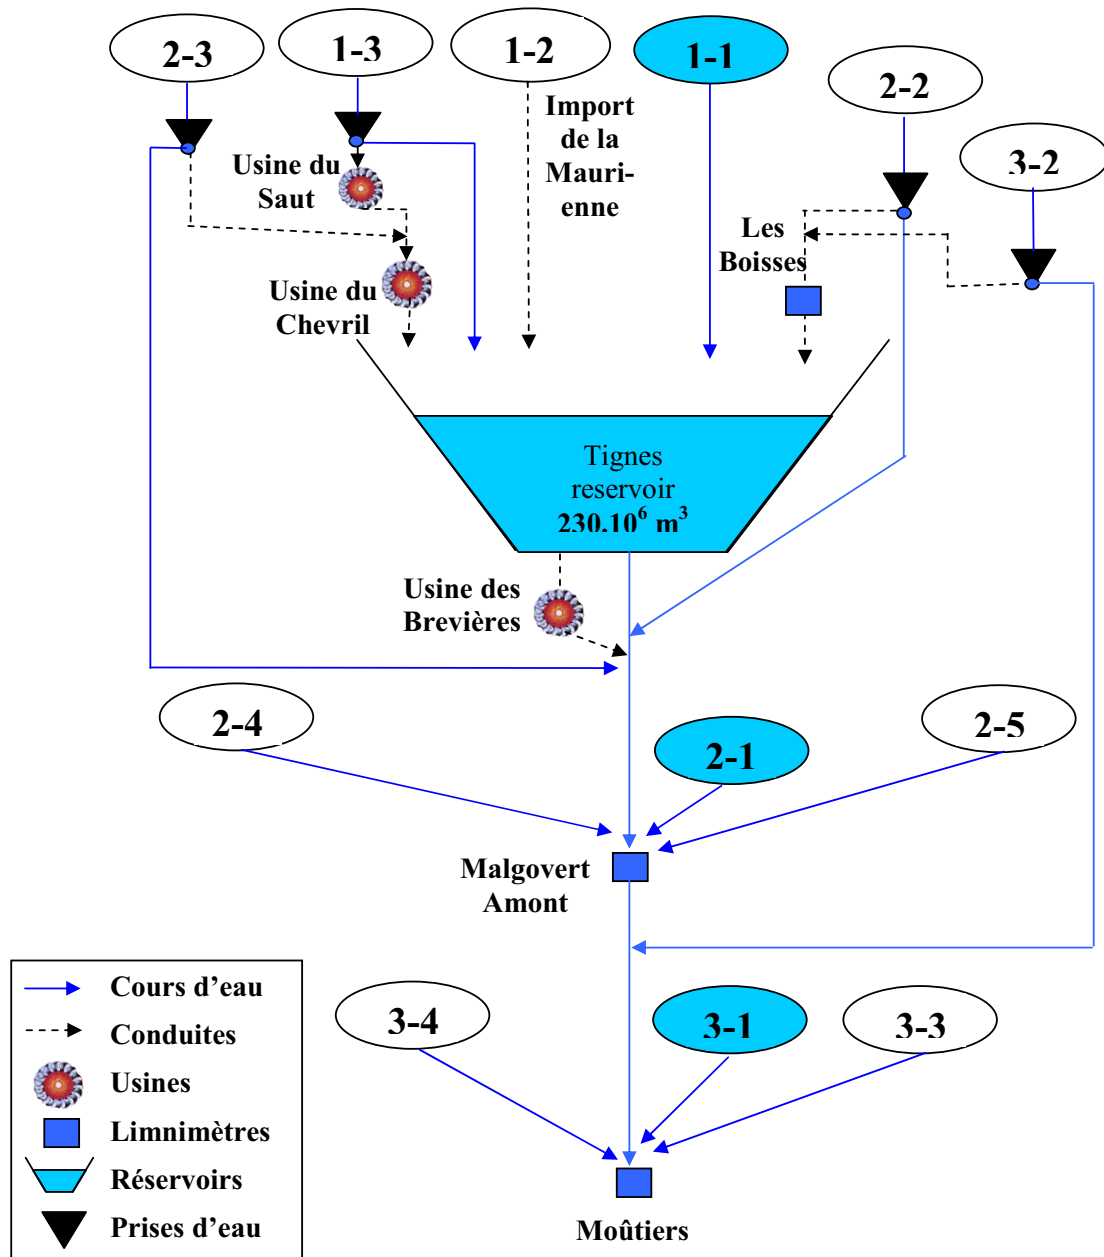 2-3
1-3
1-2
1-1
2-2
3-2
Import
de la
Mauri-
enne
Usine du
Saut
Les
Boisses
Usine du
Chevril
Tignes
reservoir
230.10⁶ m³
Usine des
Brevières
2-4
2-1
2-5
Malgovert
Amont
3-4
3-1
3-3
Moûtiers
Cours d’eau
Conduites
Usines
Limnimètres
Réservoirs
Prises d’eau